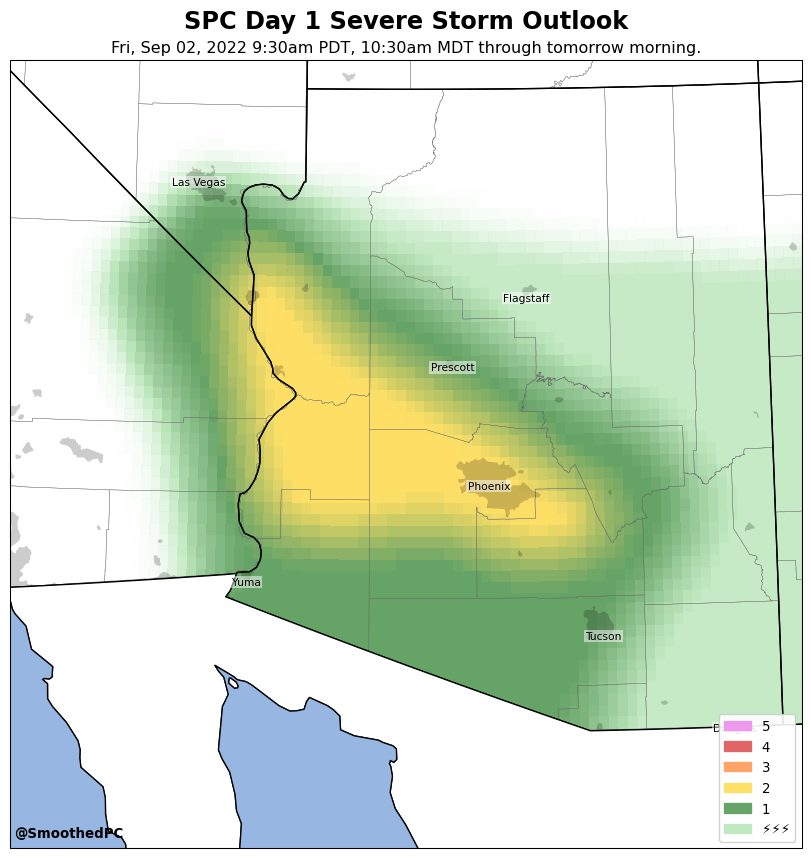 SPC Day 1 Severe Storm Outlook
Fri, Sep 02, 2022 9:30am PDT, 10:30am MDT through tomorrow morning.
Las Vegas
Flagstaff
Prescott
Phoenix
Yuma
Tucson
5
4
3
2
1
⚡⚡⚡
@SmoothedPC